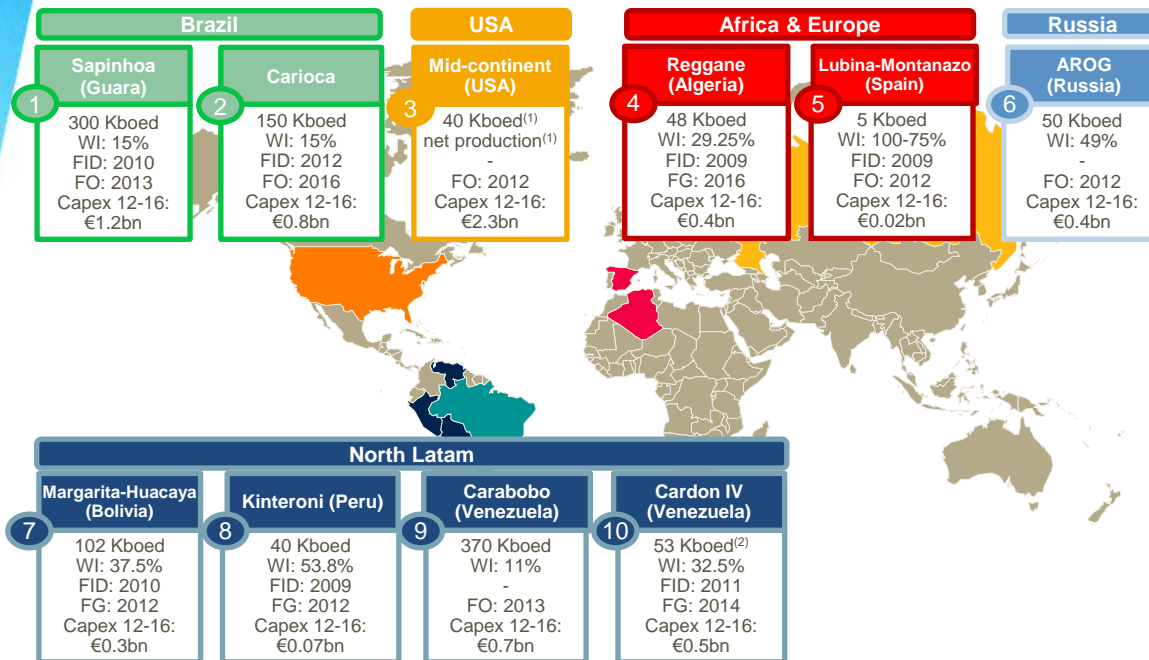 Brazil
USA
Africa & Europe
Russia
Sapinhoa
(Guara)
1
300 Kboed
WI: 15%
FID: 2010
FO: 2013
Capex 12-16:
€1.2bn
Carioca
2
150 Kboed
WI: 15%
FID: 2012
FO: 2016
Capex 12-16:
€0.8bn
Mid-continent
(USA)
3
40 Kboed(1)
net production(1)
-
FO: 2012
Capex 12-16:
€2.3bn
Reggane
(Algeria)
4
48 Kboed
WI: 29.25%
FID: 2009
FG: 2016
Capex 12-16:
€0.4bn
Lubina-Montanazo
(Spain)
5
5 Kboed
WI: 100-75%
FID: 2009
FO: 2012
Capex 12-16:
€0.02bn
AROG
(Russia)
6
50 Kboed
WI: 49%
-
FO: 2012
Capex 12-16:
€0.4bn
North Latam
Margarita-Huacaya
(Bolivia)
7
102 Kboed
WI: 37.5%
FID: 2010
FG: 2012
Capex 12-16:
€0.3bn
Kinteroni (Peru)
8
40 Kboed
WI: 53.8%
FID: 2009
FG: 2012
Capex 12-16:
€0.07bn
Carabobo
(Venezuela)
9
370 Kboed
WI: 11%
-
FO: 2013
Capex 12-16:
€0.7bn
Cardon IV
(Venezuela)
10
53 Kboed(2)
WI: 32.5%
FID: 2011
FG: 2014
Capex 12-16:
€0.5bn